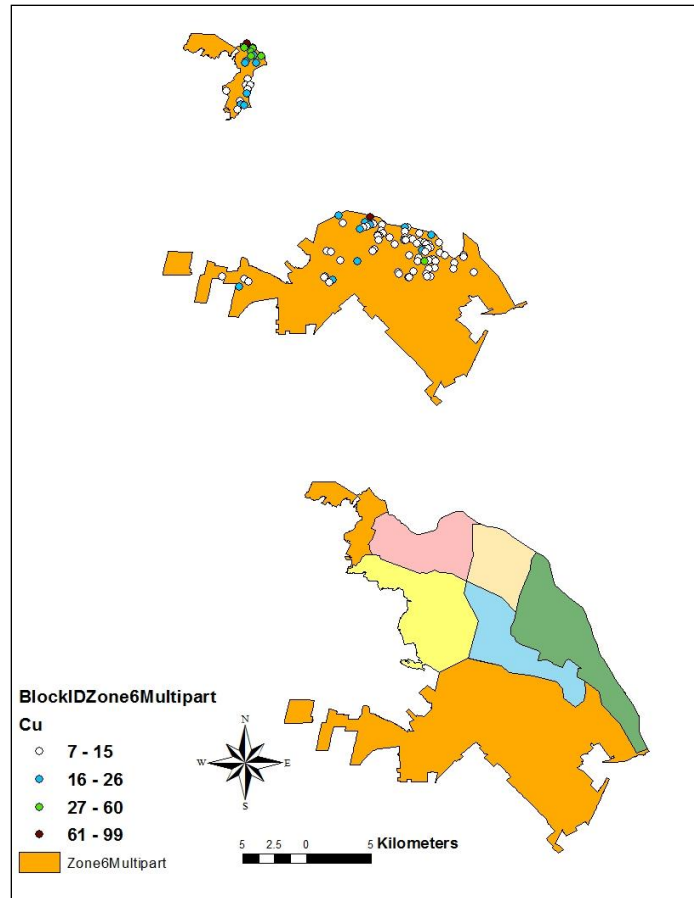 BlockIDZone6Multipart
Cu
7 - 15
16 - 26
27 - 60
61 - 99
Zone6Multipart
N
W E
S
5 2.5 0 5 Kilometers